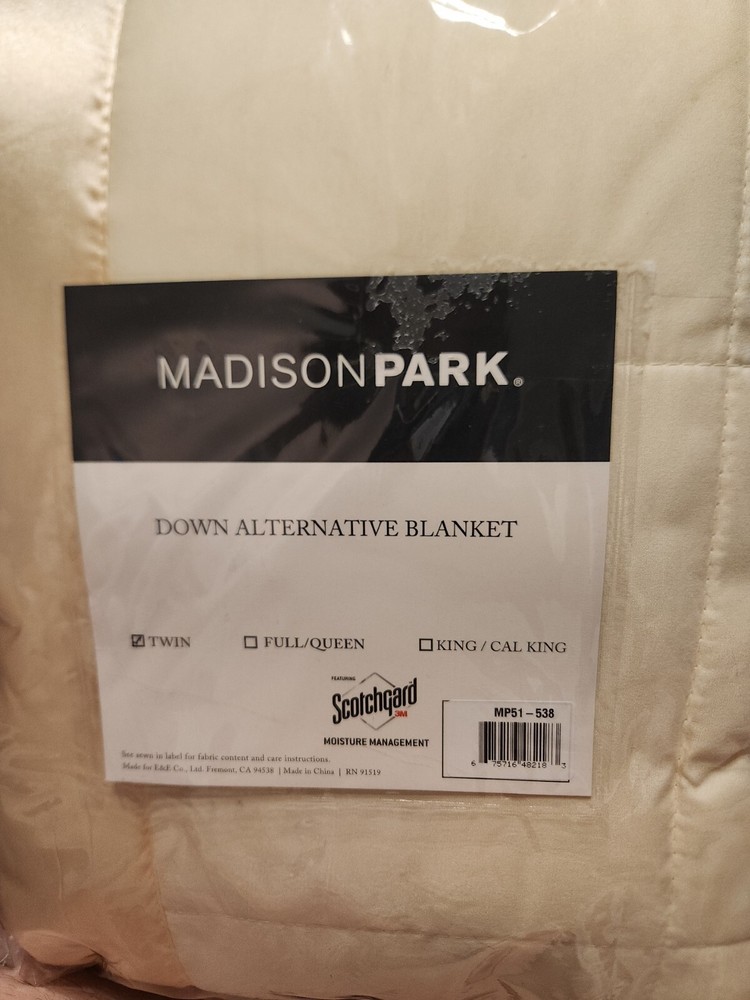 MADISONPARK®
DOWN ALTERNATIVE BLANKET
☑ TWIN ☐ FULL/QUEEN ☐ KING / CAL KING
FEATURING
Scotchgard
3M
MOISTURE MANAGEMENT
MP51-538
6 75716 48218 3
See sewn in label for fabric content and care instructions.
Made for E&E Co., Ltd. Fremont, CA 94538 | Made in China | RN 91519